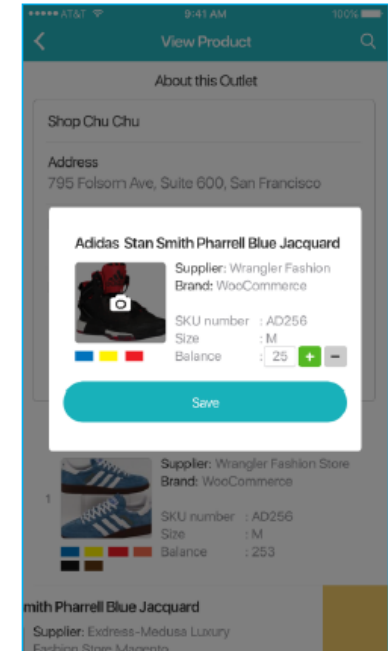 AT&T 9:41 AM 100%
View Product
About this Outlet
Shop Chu Chu
Address
795 Folsom Ave, Suite 600, San Francisco
Adidas Stan Smith Pharrell Blue Jacquard
Supplier: Wrangler Fashion
Brand: WooCommerce
SKU number : AD256
Size : M
Balance : 25 + −
Save
Supplier: Wrangler Fashion Store
Brand: WooCommerce
1
SKU number : AD256
Size : M
Balance : 253
mith Pharrell Blue Jacquard
Supplier: Exdress-Medusa Luxury
Fashion Store Magento